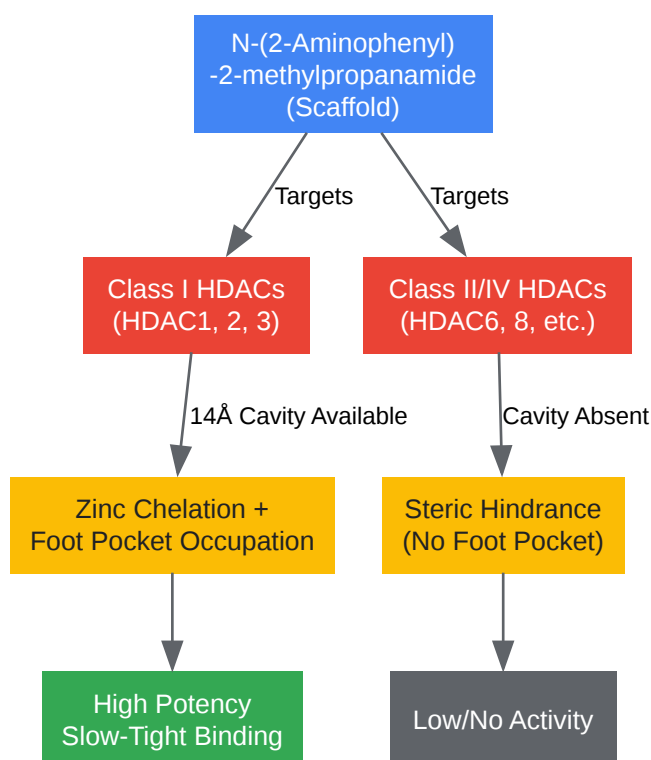 N-(2-Aminophenyl)
-2-methylpropanamide
(Scaffold)
Targets
Targets
Class I HDACs
(HDAC1, 2, 3)
Class II/IV HDACs
(HDAC6, 8, etc.)
14Å Cavity Available
Cavity Absent
Zinc Chelation +
Foot Pocket Occupation
Steric Hindrance
(No Foot Pocket)
High Potency
Slow-Tight Binding
Low/No Activity